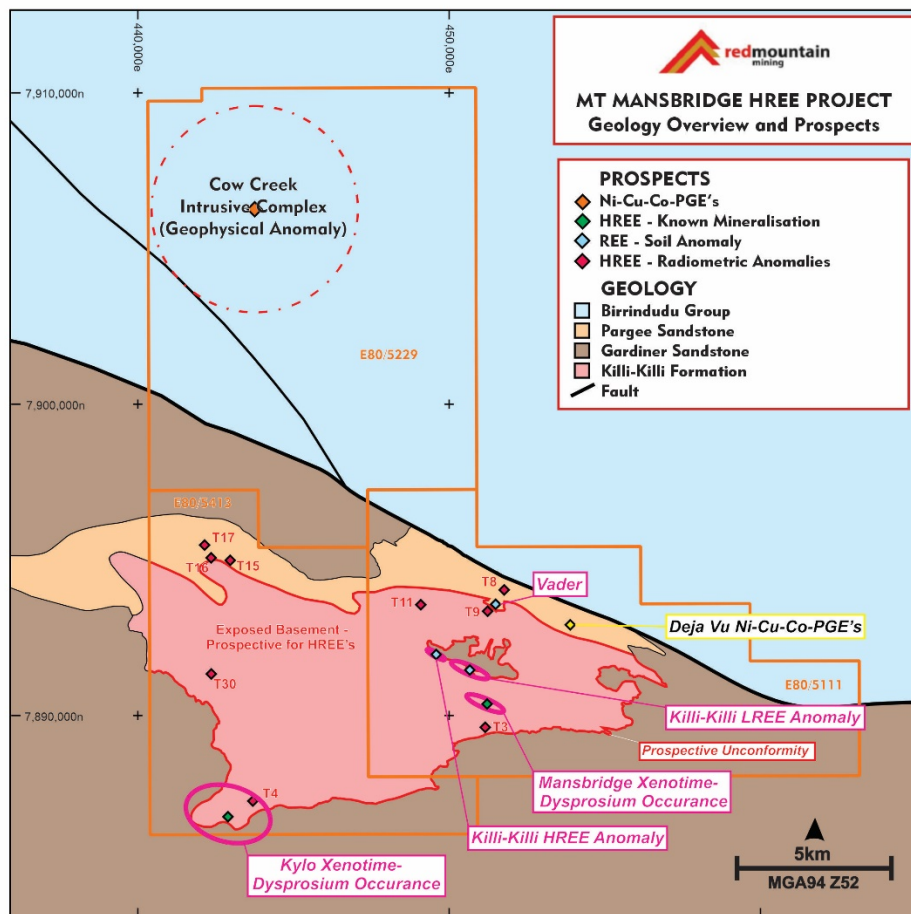 440,000e
450,000e
redmountain
mining
MT MANSBRIDGE HREE PROJECT
Geology Overview and Prospects
7,910,000n
PROSPECTS
Ni-Cu-Co-PGE's
HREE - Known Mineralisation
REE - Soil Anomaly
HREE - Radiometric Anomalies
GEOLOGY
Birrindudu Group
Pargee Sandstone
Gardiner Sandstone
Killi-Killi Formation
Fault
Cow Creek
Intrusive Complex
(Geophysical Anomaly)
E80/5229
7,900,000n
E80/5413
T17
T16
T15
T8
Vader
T11
T9
Deja Vu Ni-Cu-Co-PGE's
Exposed Basement -
Prospective for HREE's
T30
E80/5111
7,890,000n
Killi-Killi LREE Anomaly
T3
Prospective Unconformity
Mansbridge Xenotime-
Dysprosium Occurance
T4
Killi-Killi HREE Anomaly
Kylo Xenotime-
Dysprosium Occurance
5km
MGA94 Z52